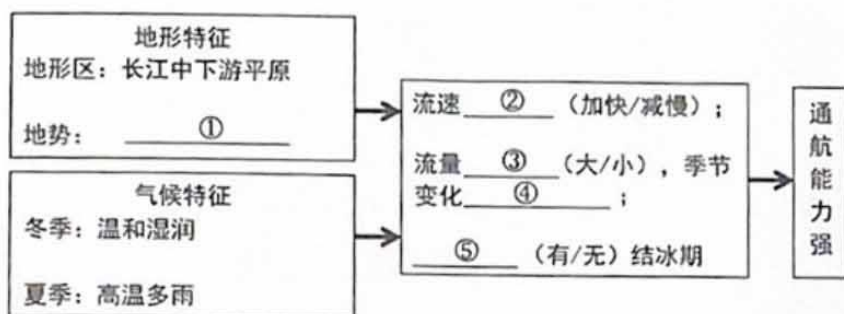 地形特征
地形区：长江中下游平原
地势：①
气候特征
冬季：温和湿润
夏季：高温多雨
流速②（加快/减慢）；
流量③（大/小），季节
变化④；
⑤（有/无）结冰期
通航能力强